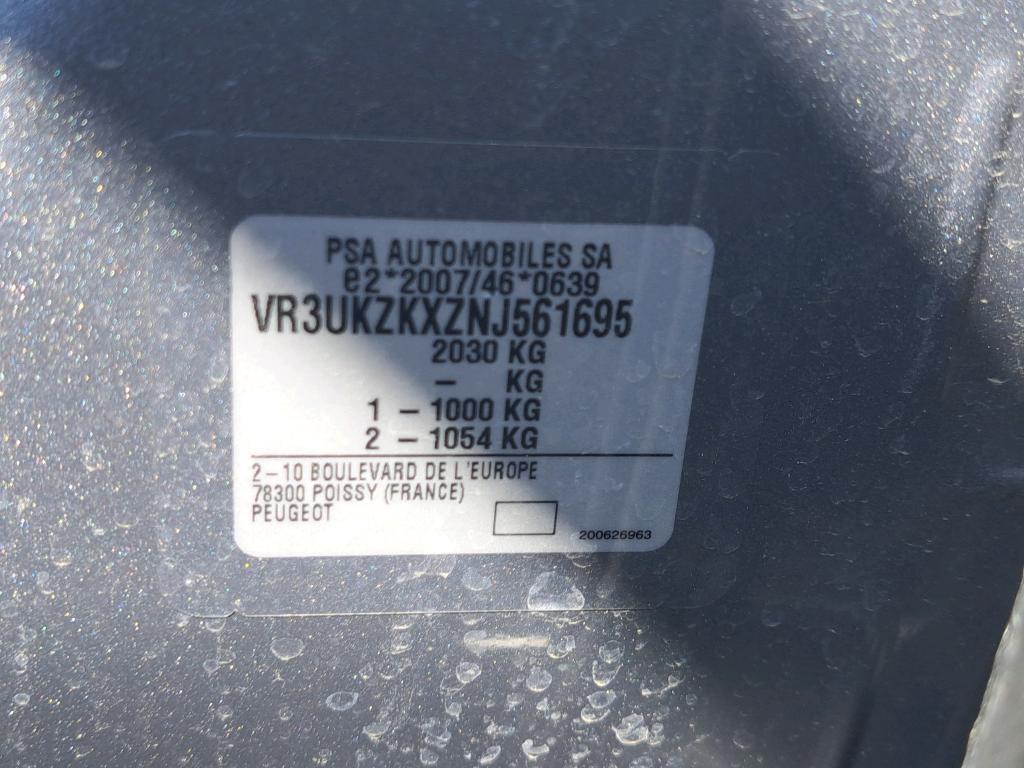 PSA AUTOMOBILES SA
e2*2007/46*0639
VR3UKZKXZNJ561695
2030 KG
– KG
1 – 1000 KG
2 – 1054 KG
2–10 BOULEVARD DE L'EUROPE
78300 POISSY (FRANCE)
PEUGEOT
200626963